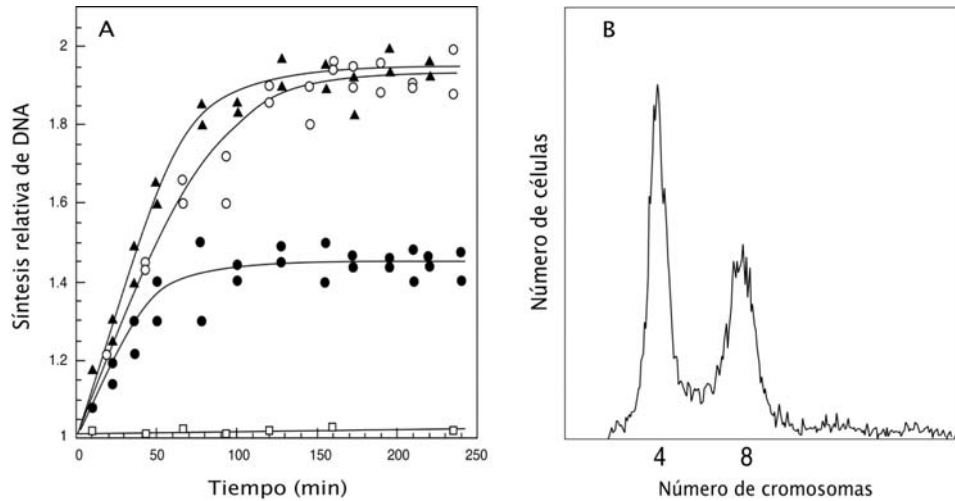 A
Síntesis relativa de DNA
2
1.8
1.6
1.4
1.2
1
0 50 100 150 200 250
Tiempo (min)
B
Número de células
4 8
Número de cromosomas